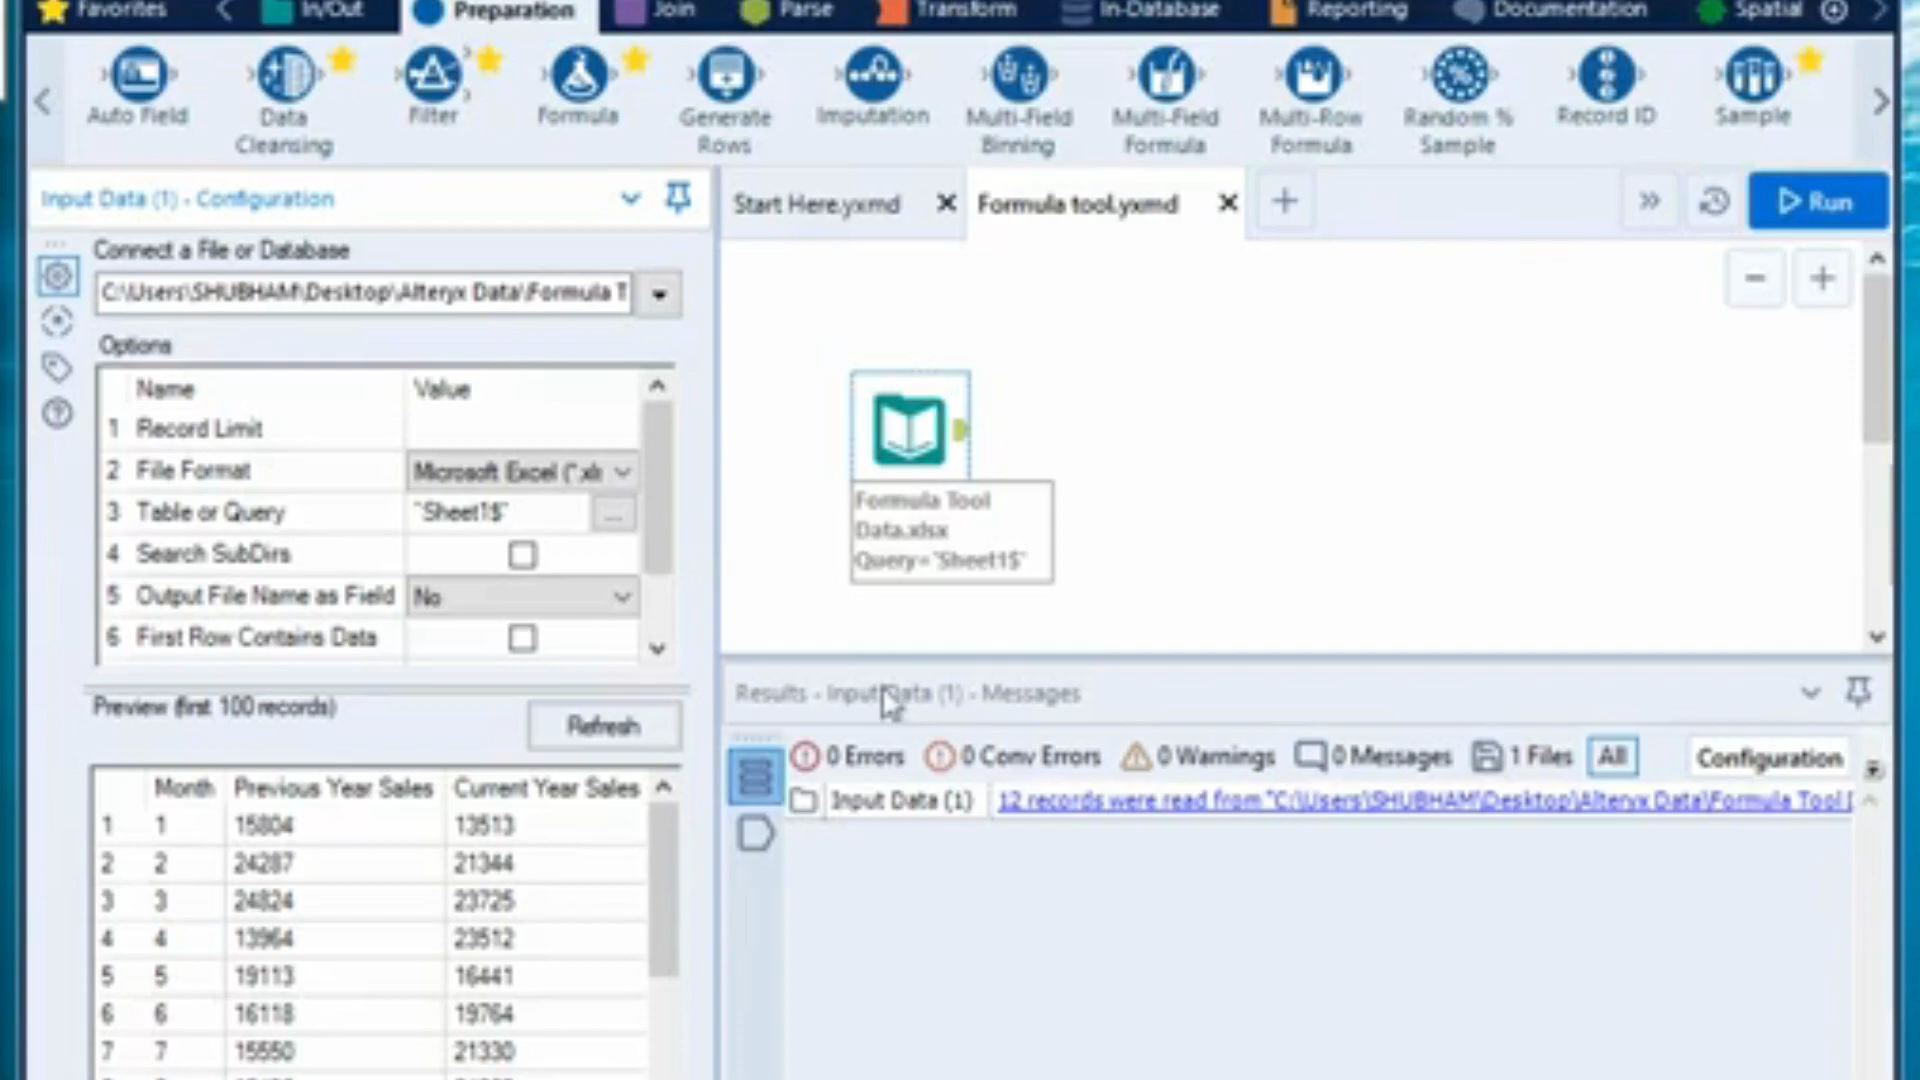 Favorites In/Out Preparation Join Parse Transform In-Database Reporting Documentation Spatial
Auto Field
Data Cleansing
Filter
Formula
Generate Rows
Imputation
Multi-Field Binning
Multi-Field Formula
Multi-Row Formula
Random % Sample
Record ID
Sample
Input Data (1) - Configuration
Start Here.yxmd
Formula tool.yxmd
Run
Connect a File or Database
C:\Users\SHUBHAM\Desktop\Alteryx Data\Formula T
Options
Name Value
1 Record Limit
2 File Format Microsoft Excel (*.xls
3 Table or Query `Sheet1$` ...
4 Search SubDirs
5 Output File Name as Field No
6 First Row Contains Data
Formula Tool
Data.xlsx
Query=`Sheet1$`
Preview (first 100 records)
Refresh
Month Previous Year Sales Current Year Sales
1 1 15804 13513
2 2 24287 21344
3 3 24824 23725
4 4 13964 23512
5 5 19113 16441
6 6 16118 19764
7 7 15550 21330
Results - Input Data (1) - Messages
0 Errors 0 Conv Errors 0 Warnings 0 Messages 1 Files All Configuration
Input Data (1) 12 records were read from "C:\Users\SHUBHAM\Desktop\Alteryx Data\Formula Tool